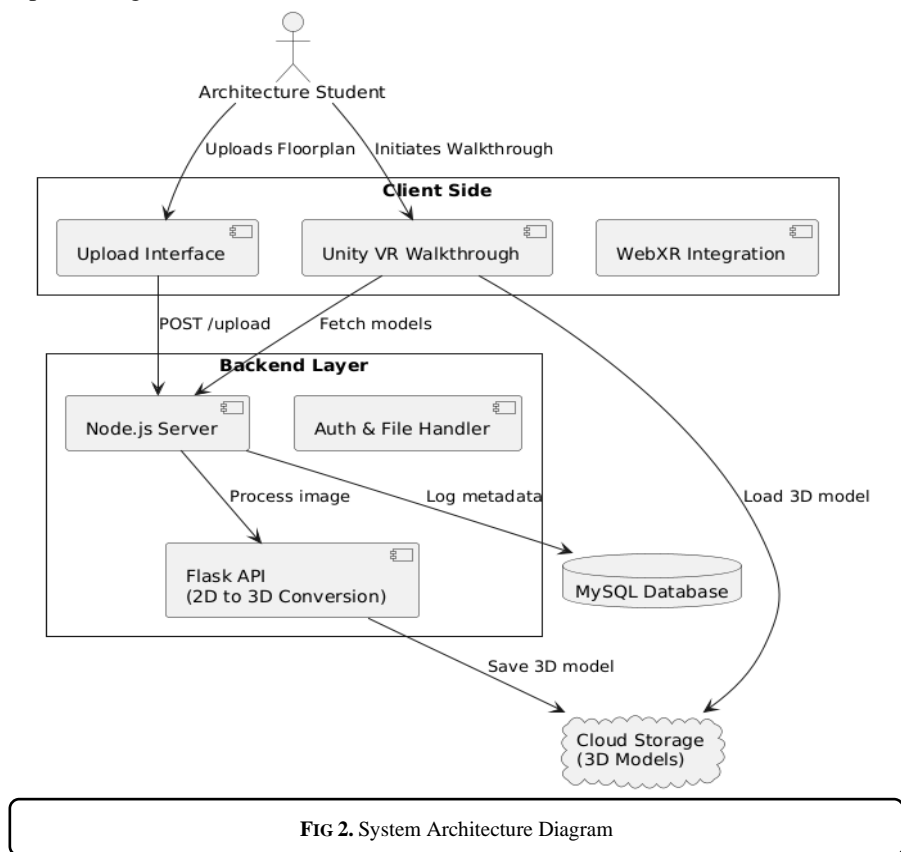 Architecture Student
Uploads Floorplan
Initiates Walkthrough
Client Side
Upload Interface
Unity VR Walkthrough
WebXR Integration
POST /upload
Fetch models
Backend Layer
Node.js Server
Auth & File Handler
Process image
Log metadata
Load 3D model
Flask API
(2D to 3D Conversion)
MySQL Database
Save 3D model
Cloud Storage
(3D Models)
FIG 2. System Architecture Diagram